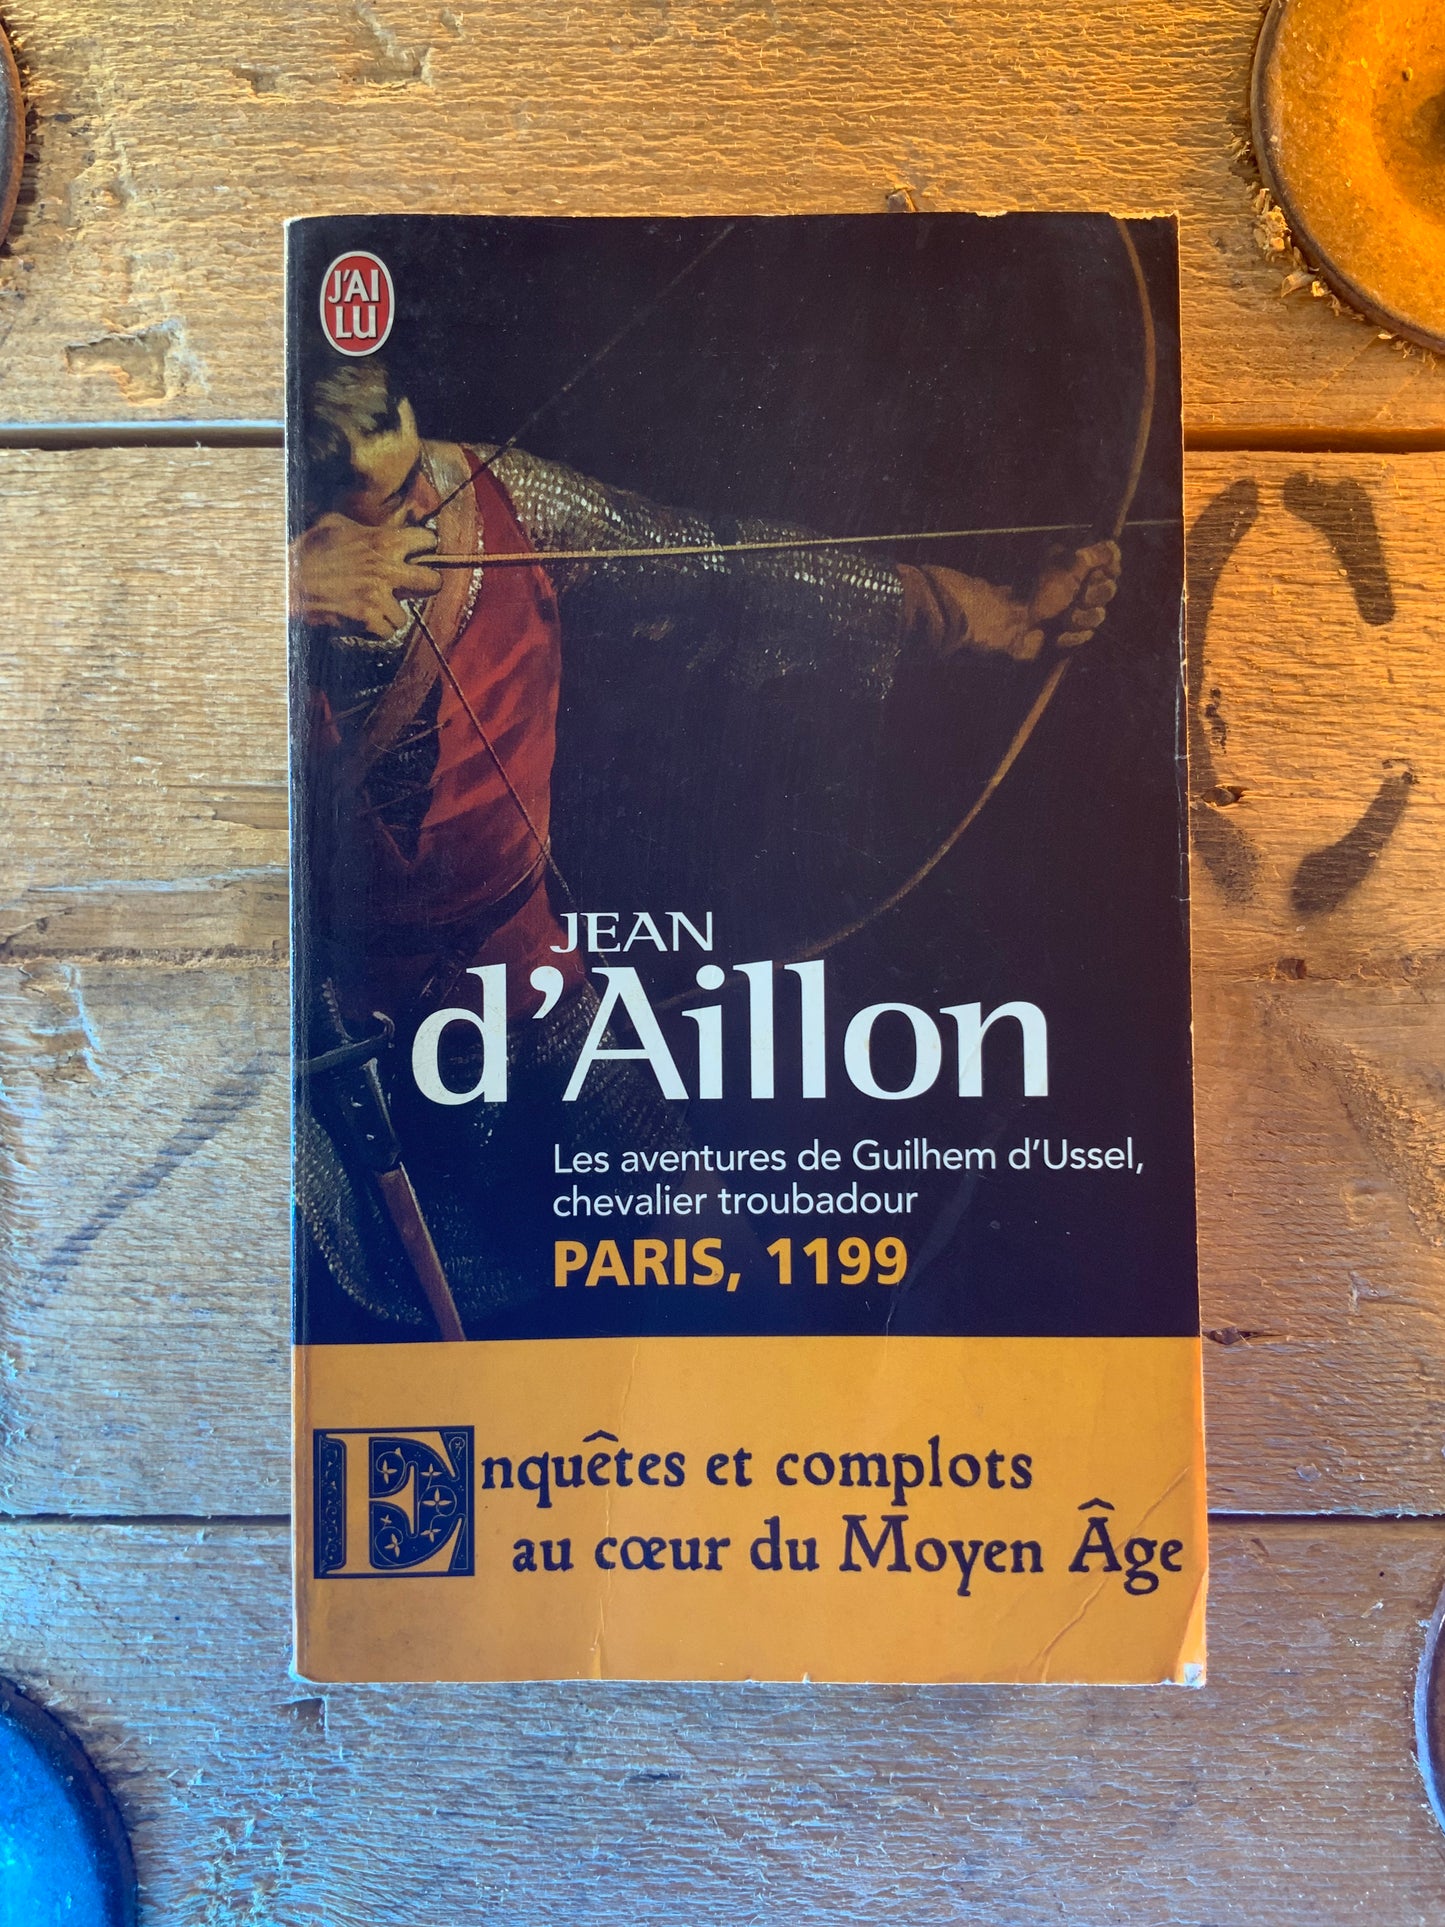 J'AI
LU
JEAN
d'Aillon
Les aventures de Guilhem d'Ussel,
chevalier troubadour
PARIS, 1199
Enquêtes et complots
au cœur du Moyen Âge